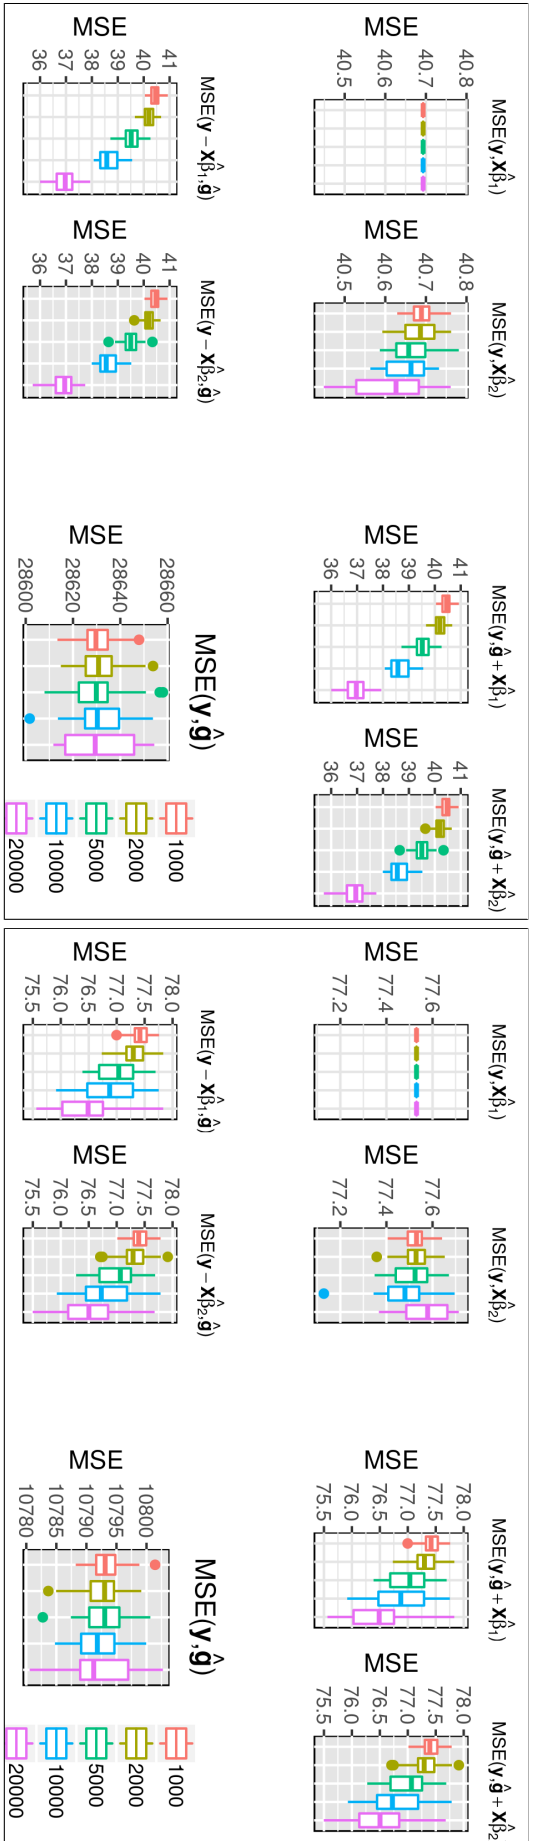 MSE(y,Xβ̂₁)
40.8
40.7
40.6
40.5
MSE
MSE(y,Xβ̂₂)
40.8
40.7
40.6
40.5
MSE
MSE(y,ĝ + Xβ̂₁)
41
40
39
38
37
36
MSE
MSE(y,ĝ + Xβ̂₂)
41
40
39
38
37
36
MSE
MSE(y − Xβ̂₁,ĝ)
41
40
39
38
37
36
MSE
MSE(y − Xβ̂₂,ĝ)
41
40
39
38
37
36
MSE
MSE(y,ĝ)
28660
28640
28620
28600
MSE
1000
2000
5000
10000
20000
MSE(y,Xβ̂₁)
77.6
77.4
77.2
MSE
MSE(y,Xβ̂₂)
77.6
77.4
77.2
MSE
MSE(y,ĝ + Xβ̂₁)
78.0
77.5
77.0
76.5
76.0
75.5
MSE
MSE(y,ĝ + Xβ̂₂
78.0
77.5
77.0
76.5
76.0
75.5
MSE
MSE(y − Xβ̂₁,ĝ)
78.0
77.5
77.0
76.5
76.0
75.5
MSE
MSE(y − Xβ̂₂,ĝ)
78.0
77.5
77.0
76.5
76.0
75.5
MSE
MSE(y,ĝ)
10800
10795
10790
10785
10780
MSE
1000
2000
5000
10000
20000